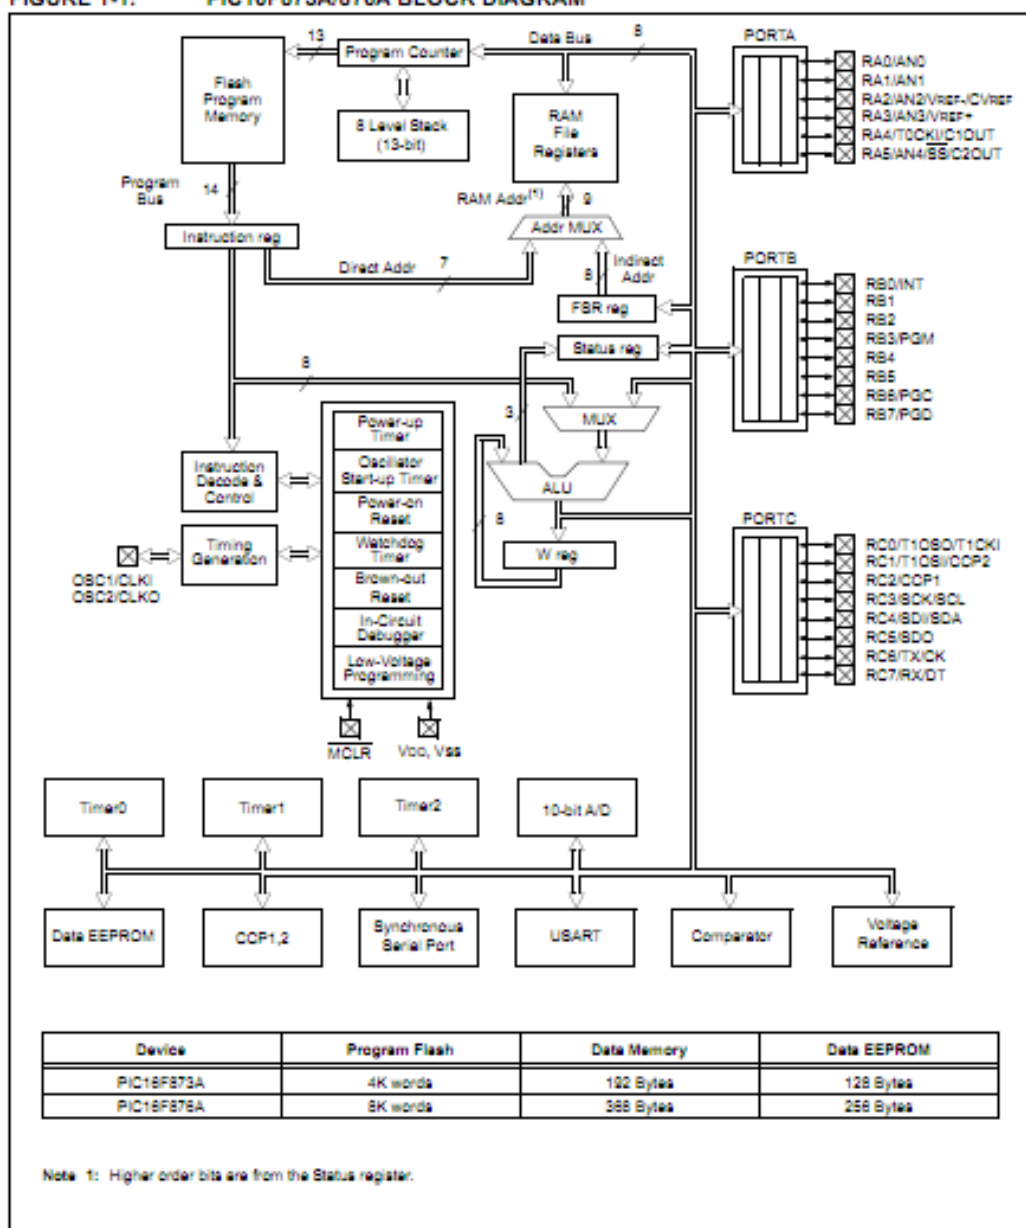 FIGURE 1-1: PIC16F873A/876A BLOCK DIAGRAM
13
Data Bus
8
PORTA
Program Counter
Flash
Program
Memory
8 Level Stack
(13-bit)
RAM
File
Registers
RA0/AN0
RA1/AN1
RA2/AN2/VREF-/CVREF
RA3/AN3/VREF+
RA4/T0CKI/C1OUT
RA5/AN4/SS/C2OUT
Program
Bus
14
RAM Addr(1)
9
Addr MUX
Instruction reg
Direct Addr
7
8
Indirect
Addr
FSR reg
Status reg
PORTB
RB0/INT
RB1
RB2
RB3/PGM
RB4
RB5
RB6/PGC
RB7/PGD
8
3
MUX
ALU
8
W reg
Power-up
Timer
Oscillator
Start-up Timer
Power-on
Reset
Watchdog
Timer
Brown-out
Reset
In-Circuit
Debugger
Low-Voltage
Programming
Instruction
Decode &
Control
Timing
Generation
OSC1/CLKI
OSC2/CLKO
MCLR
VDD, VSS
PORTC
RC0/T1OSO/T1CKI
RC1/T1OSI/CCP2
RC2/CCP1
RC3/SCK/SCL
RC4/SDI/SDA
RC5/SDO
RC6/TX/CK
RC7/RX/DT
Timer0
Timer1
Timer2
10-bit A/D
Data EEPROM
CCP1,2
Synchronous
Serial Port
USART
Comparator
Voltage
Reference
Device Program Flash Data Memory Data EEPROM
PIC16F873A 4K words 192 Bytes 128 Bytes
PIC16F876A 8K words 368 Bytes 256 Bytes
Note 1: Higher order bits are from the Status register.